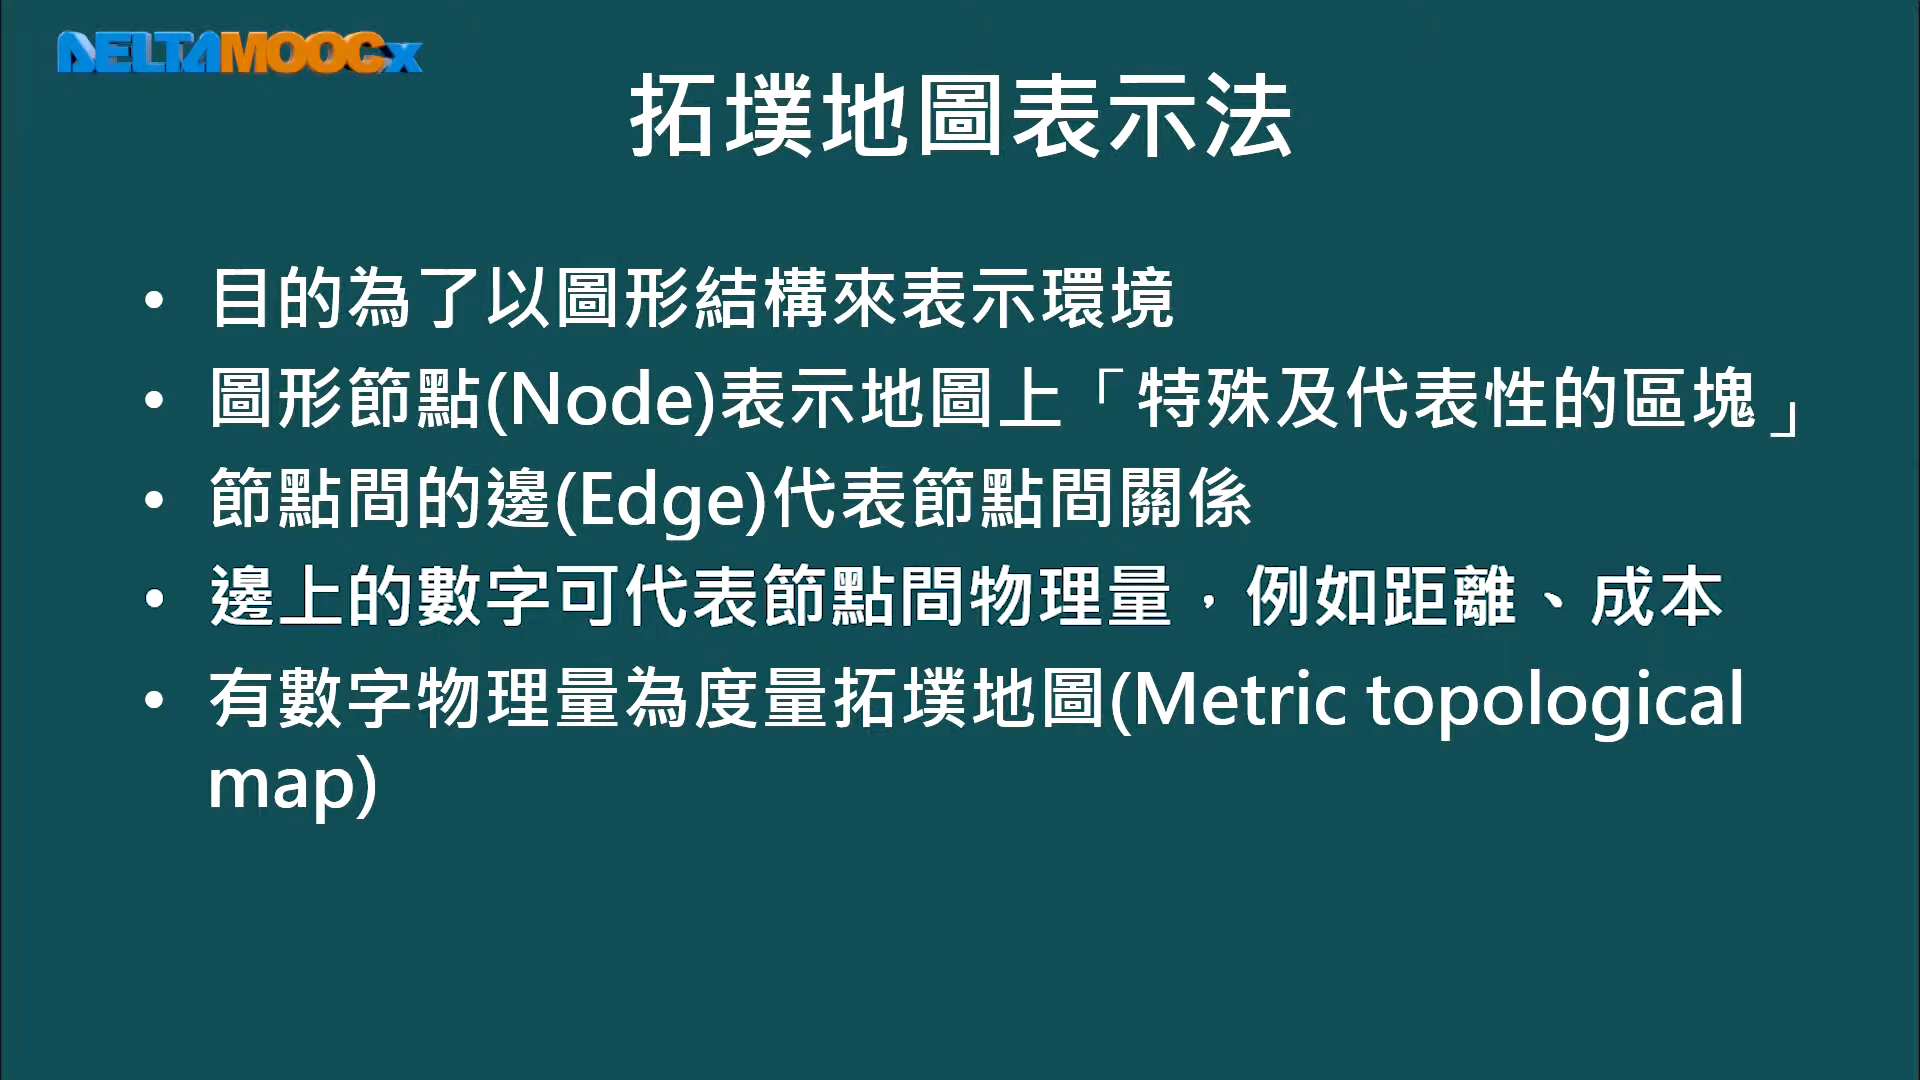 DELTAMOOCx
拓墣地圖表示法
• 目的為了以圖形結構來表示環境
• 圖形節點(Node)表示地圖上「特殊及代表性的區塊」
• 節點間的邊(Edge)代表節點間關係
• 邊上的數字可代表節點間物理量，例如距離、成本
• 有數字物理量為度量拓墣地圖(Metric topological
map)